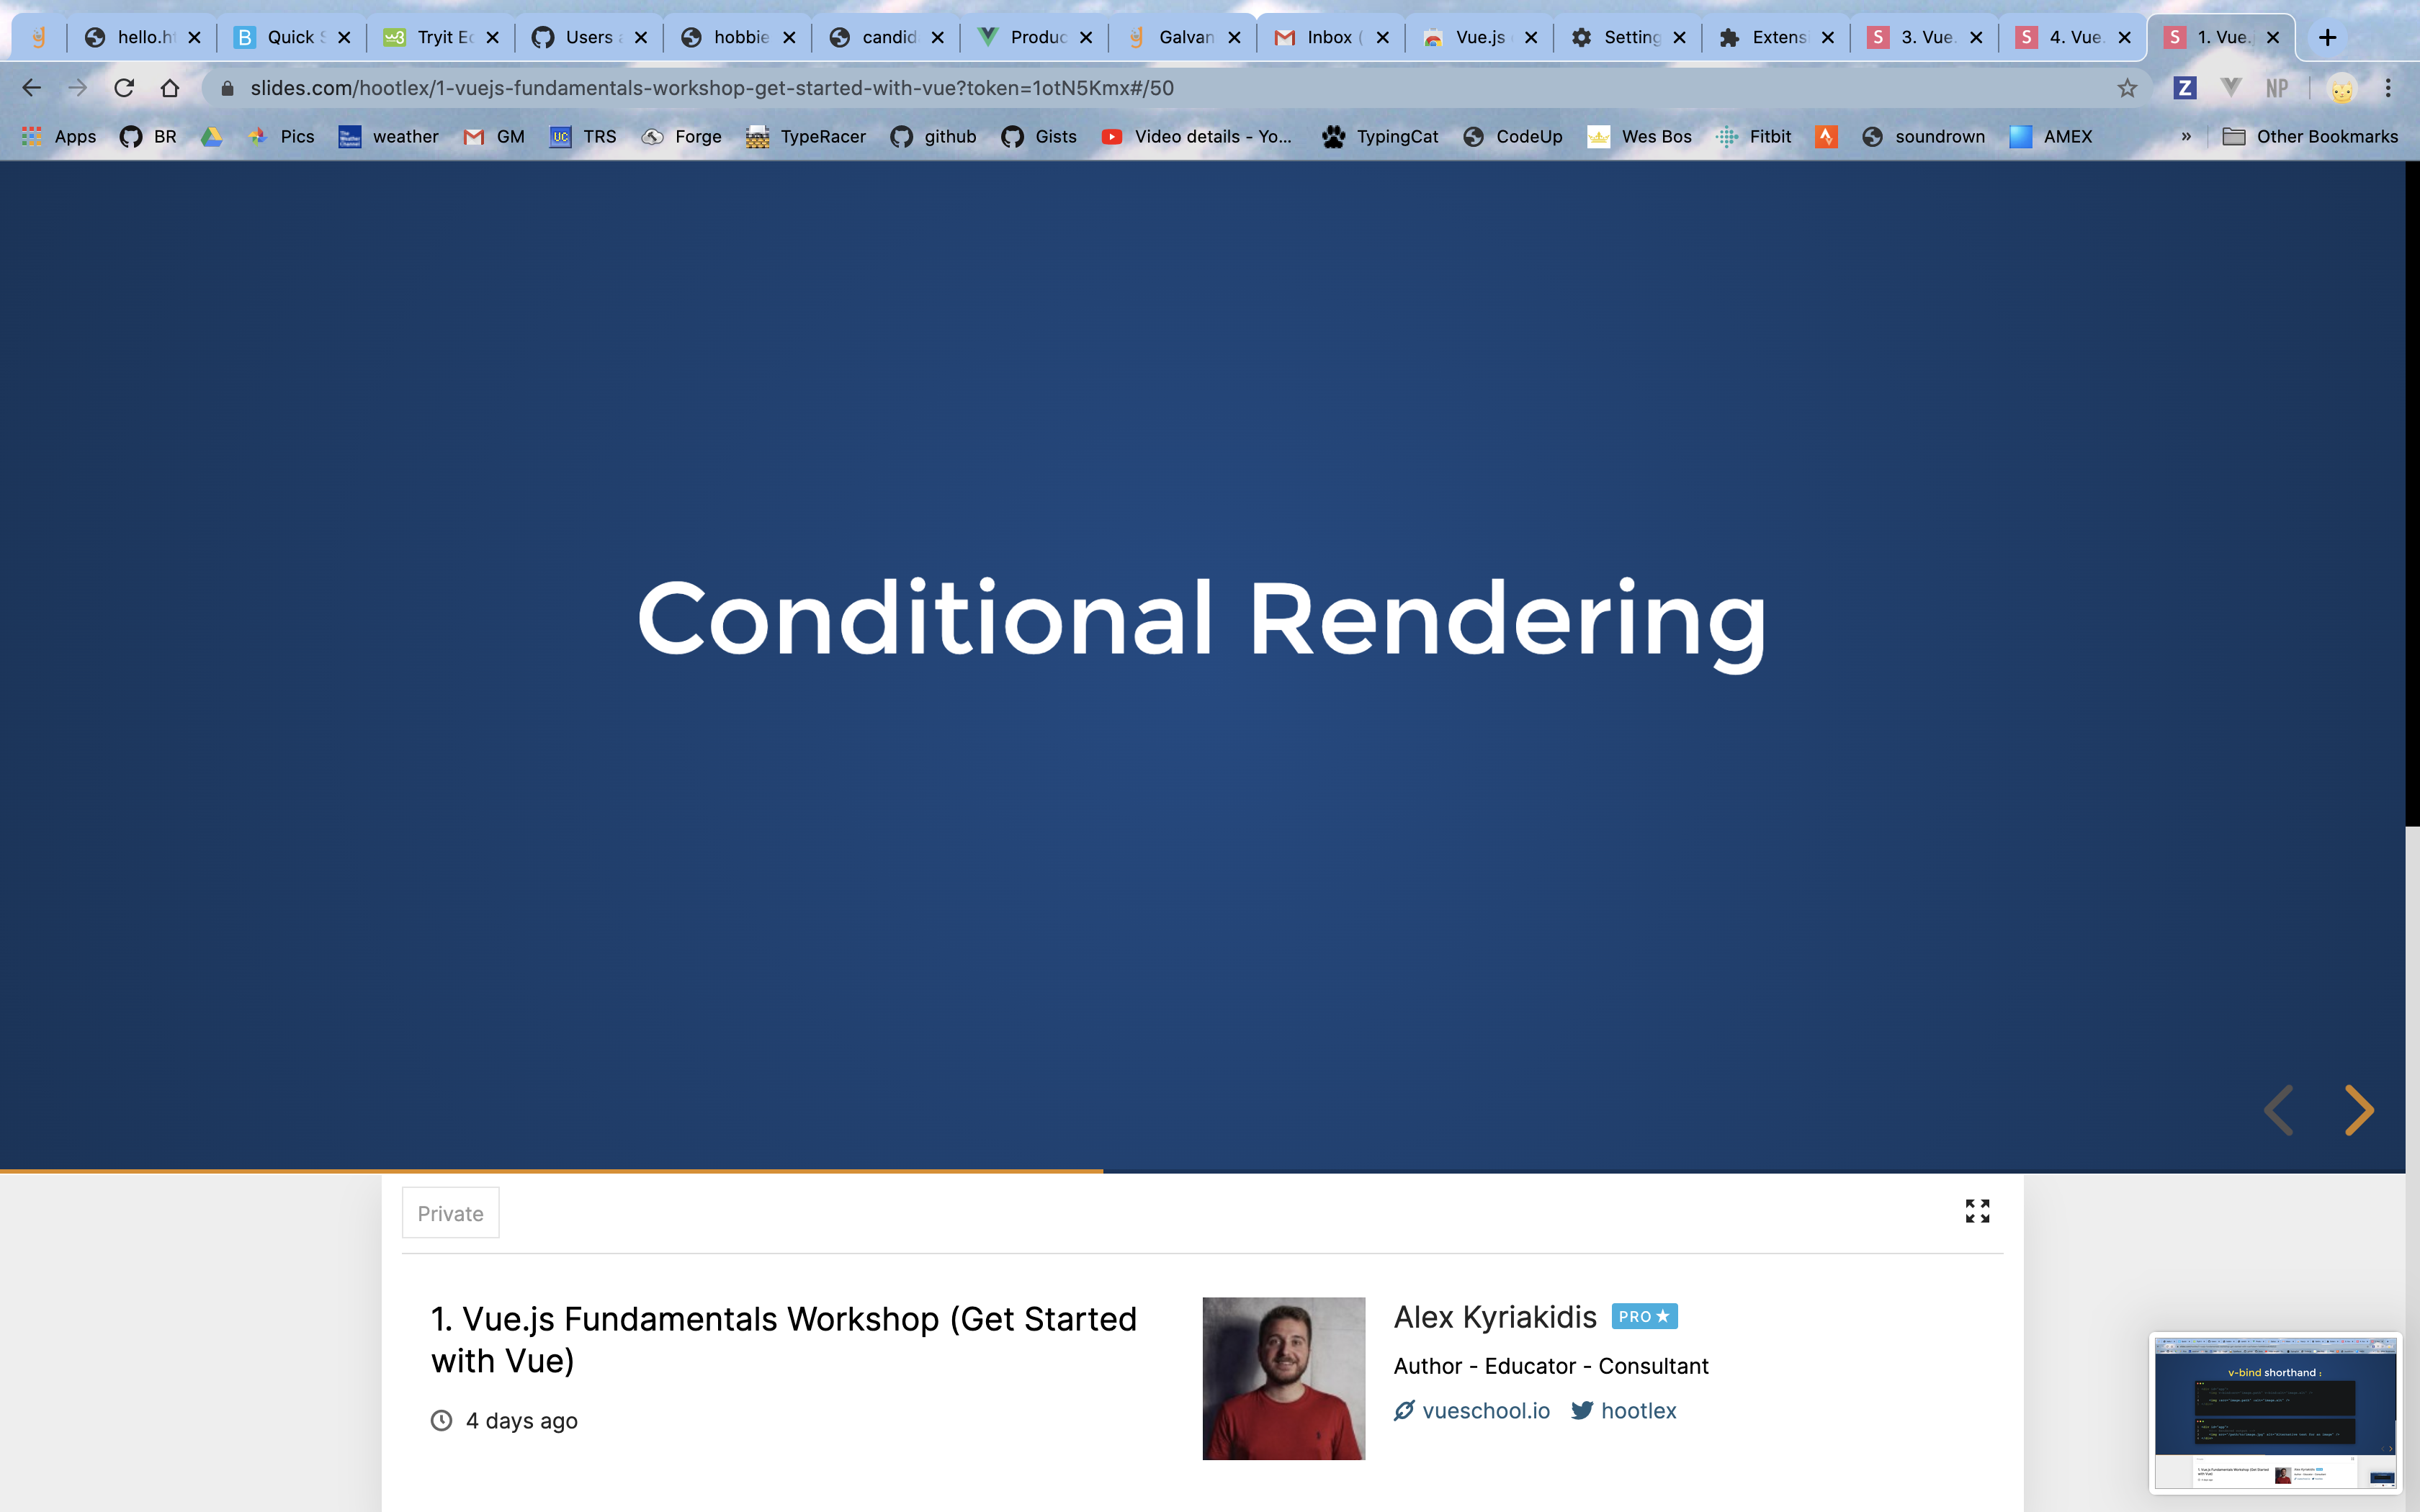 hello.h
Quick S
Tryit Ec
Users a
hobbie
candid
Produc
Galvan
Inbox (
Vue.js
Setting
Extensi
S 3. Vue.
S 4. Vue.
S 1. Vue.
slides.com/hootlex/1-vuejs-fundamentals-workshop-get-started-with-vue?token=1otN5Kmx#/50
Z NP
Apps BR Pics weather GM UC TRS Forge TypeRacer github Gists Video details - Yo... TypingCat CodeUp Wes Bos Fitbit soundrown AMEX » Other Bookmarks
Conditional Rendering
Private
1. Vue.js Fundamentals Workshop (Get Started
with Vue)
4 days ago
Alex Kyriakidis PRO
Author - Educator - Consultant
vueschool.io hootlex
v-bind shorthand :